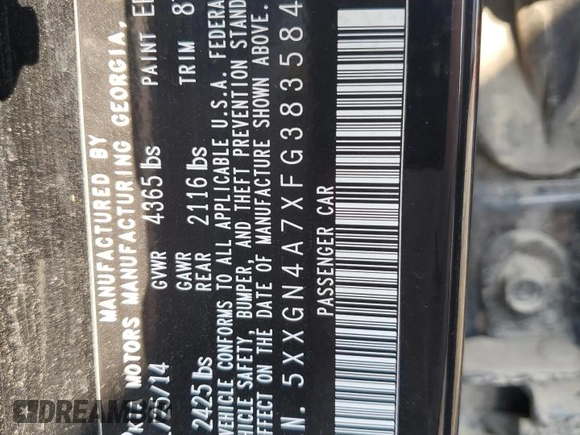 MANUFACTURED BY
MOTORS MANUFACTURING GEORGIA,
/14 GVWR 4365 lbs PAINT
2425 lbs GAWR REAR 2116 lbs TRIM
VEHICLE CONFORMS TO ALL APPLICABLE U.S.A. FEDERA
VEHICLE SAFETY, BUMPER, AND THEFT PREVENTION STAND
EFFECT ON THE DATE OF MANUFACTURE SHOWN ABOVE.
N. 5XXGN4A7XFG383584
PASSENGER CAR
DREAM